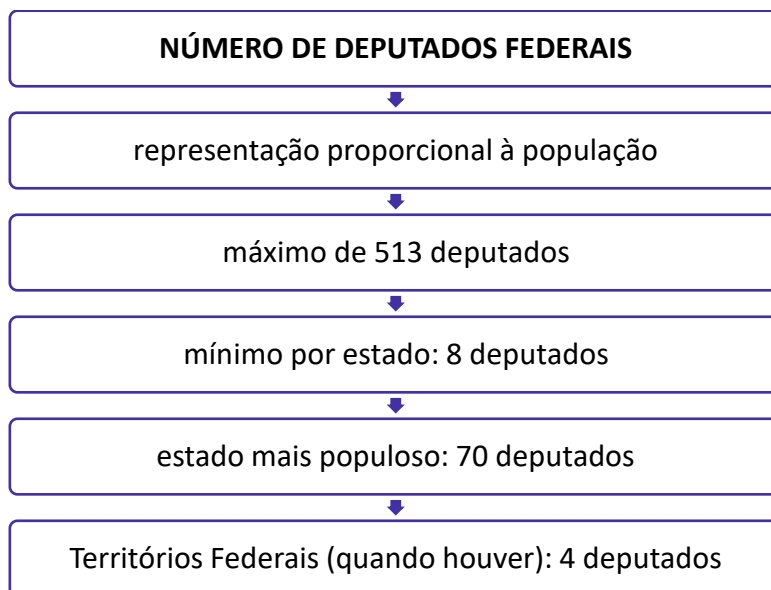 NÚMERO DE DEPUTADOS FEDERAIS
representação proporcional à população
máximo de 513 deputados
mínimo por estado: 8 deputados
estado mais populoso: 70 deputados
Territórios Federais (quando houver): 4 deputados